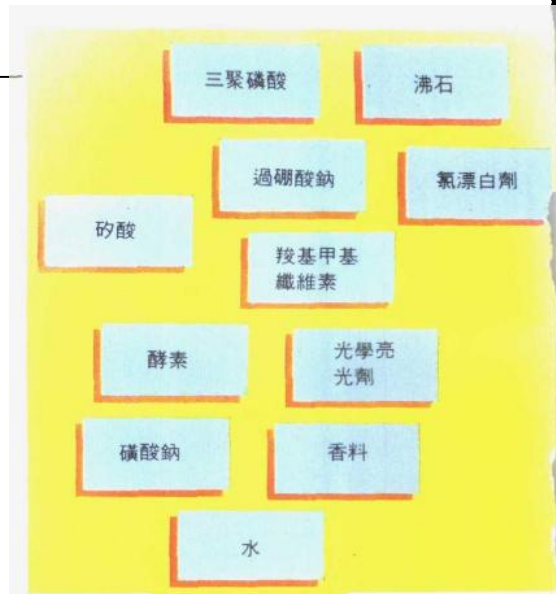 三聚磷酸
沸石
過硼酸鈉
氯漂白劑
矽酸
羧基甲基
纖維素
酵素
光學亮
光劑
磺酸鈉
香料
水